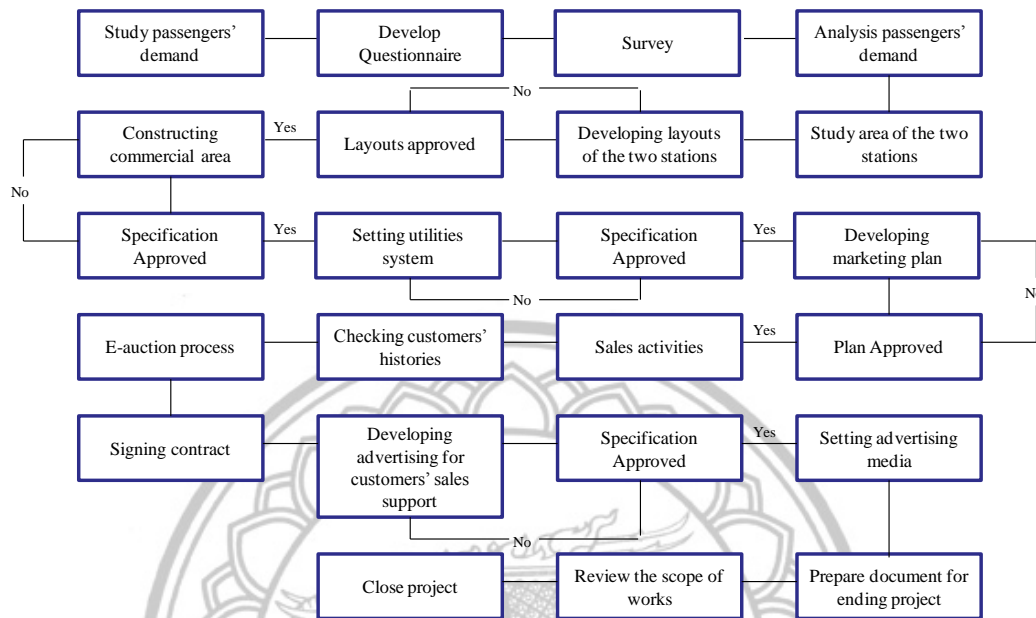 Study passengers'
demand
Develop
Questionnaire
Survey
Analysis passengers'
demand
No
Constructing
commercial area
Yes
Layouts approved
Developing layouts
of the two stations
Study area of the two
stations
No
Specification
Approved
Yes
Setting utilities
system
Specification
Approved
Yes
Developing
marketing plan
No
N
E-auction process
Checking customers'
histories
Sales activities
Yes
Plan Approved
Signing contract
Developing
advertising for
customers' sales
support
Specification
Approved
Yes
Setting advertising
media
No
Close project
Review the scope of
works
Prepare document for
ending project